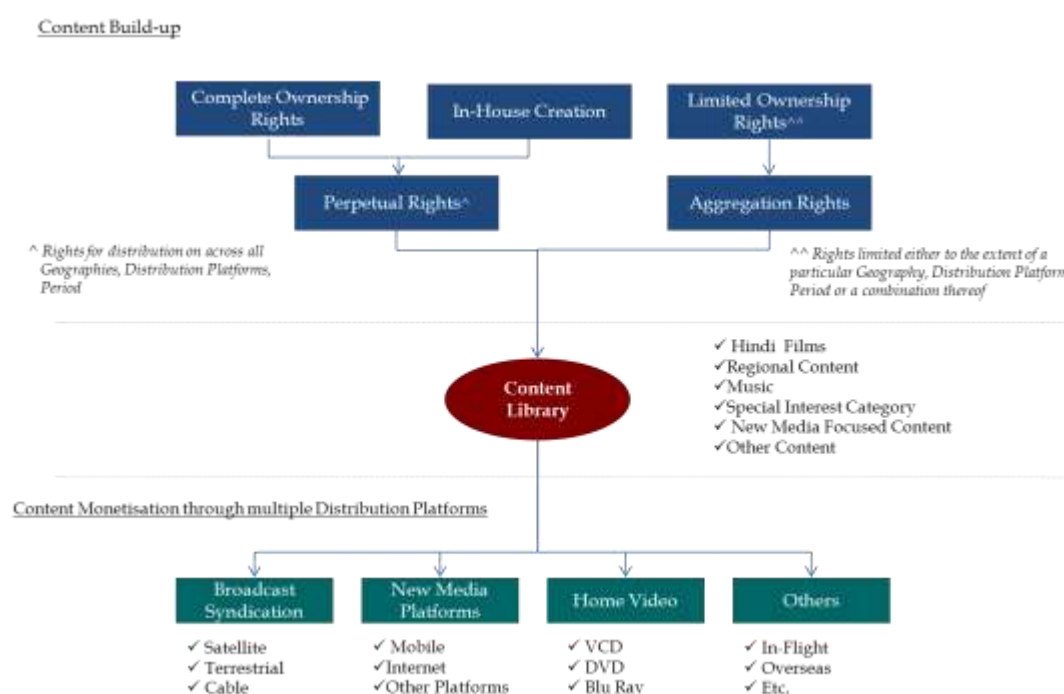 Content Build-up
Complete Ownership
Rights
In-House Creation
Limited Ownership
Rights^^
Perpetual Rights^
Aggregation Rights
^ Rights for distribution on across all
Geographies, Distribution Platforms,
Period
^^ Rights limited either to the extent of a
particular Geography, Distribution Platform
Period or a combination thereof
Content
Library
✓ Hindi Films
✓Regional Content
✓Music
✓Special Interest Category
✓ New Media Focused Content
✓Other Content
Content Monetisation through multiple Distribution Platforms
Broadcast
Syndication
New Media
Platforms
Home Video
Others
✓ Satellite
✓ Terrestrial
✓ Cable
✓ Mobile
✓Internet
✓Other Platforms
✓ VCD
✓ DVD
✓ Blu Ray
✓ In-Flight
✓ Overseas
✓ Etc.